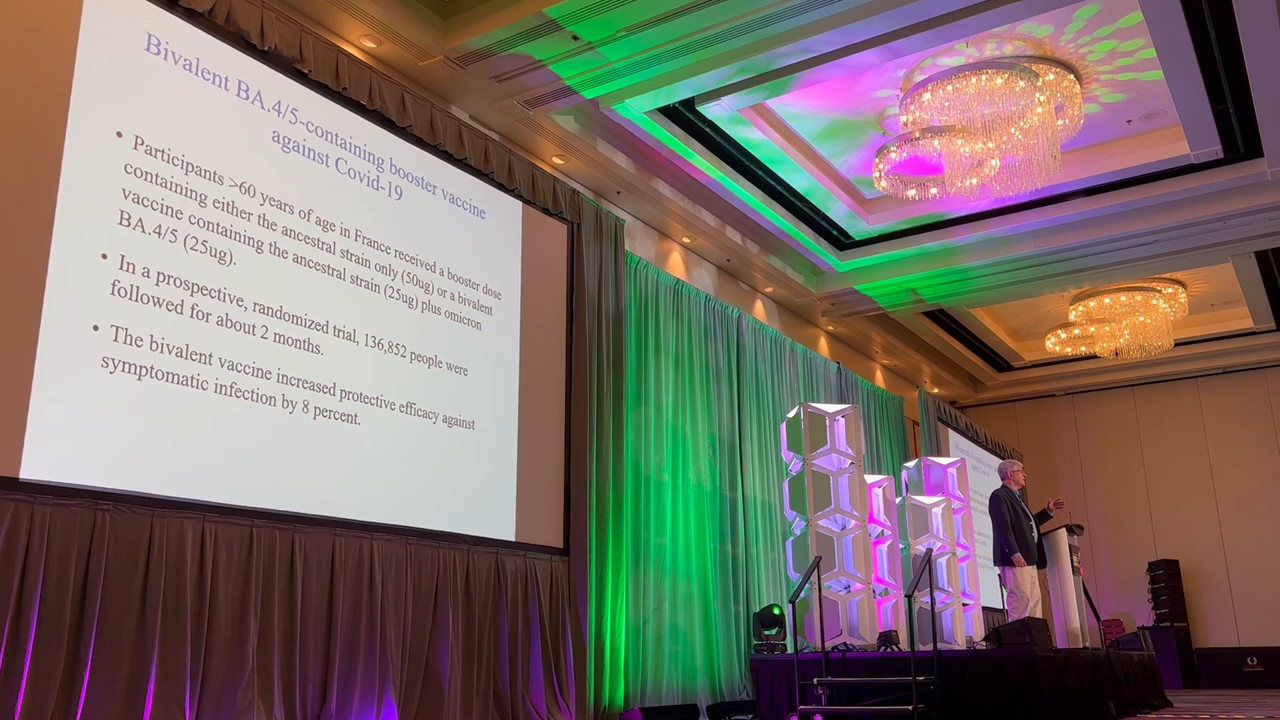 Bivalent BA.4/5-containing booster vaccine
against Covid-19
• Participants >60 years of age in France received a booster dose
containing either the ancestral strain only (50ug) or a bivalent
vaccine containing the ancestral strain (25ug) plus omicron
BA.4/5 (25ug).
• In a prospective, randomized trial, 136,852 people were
followed for about 2 months.
• The bivalent vaccine increased protective efficacy against
symptomatic infection by 8 percent.